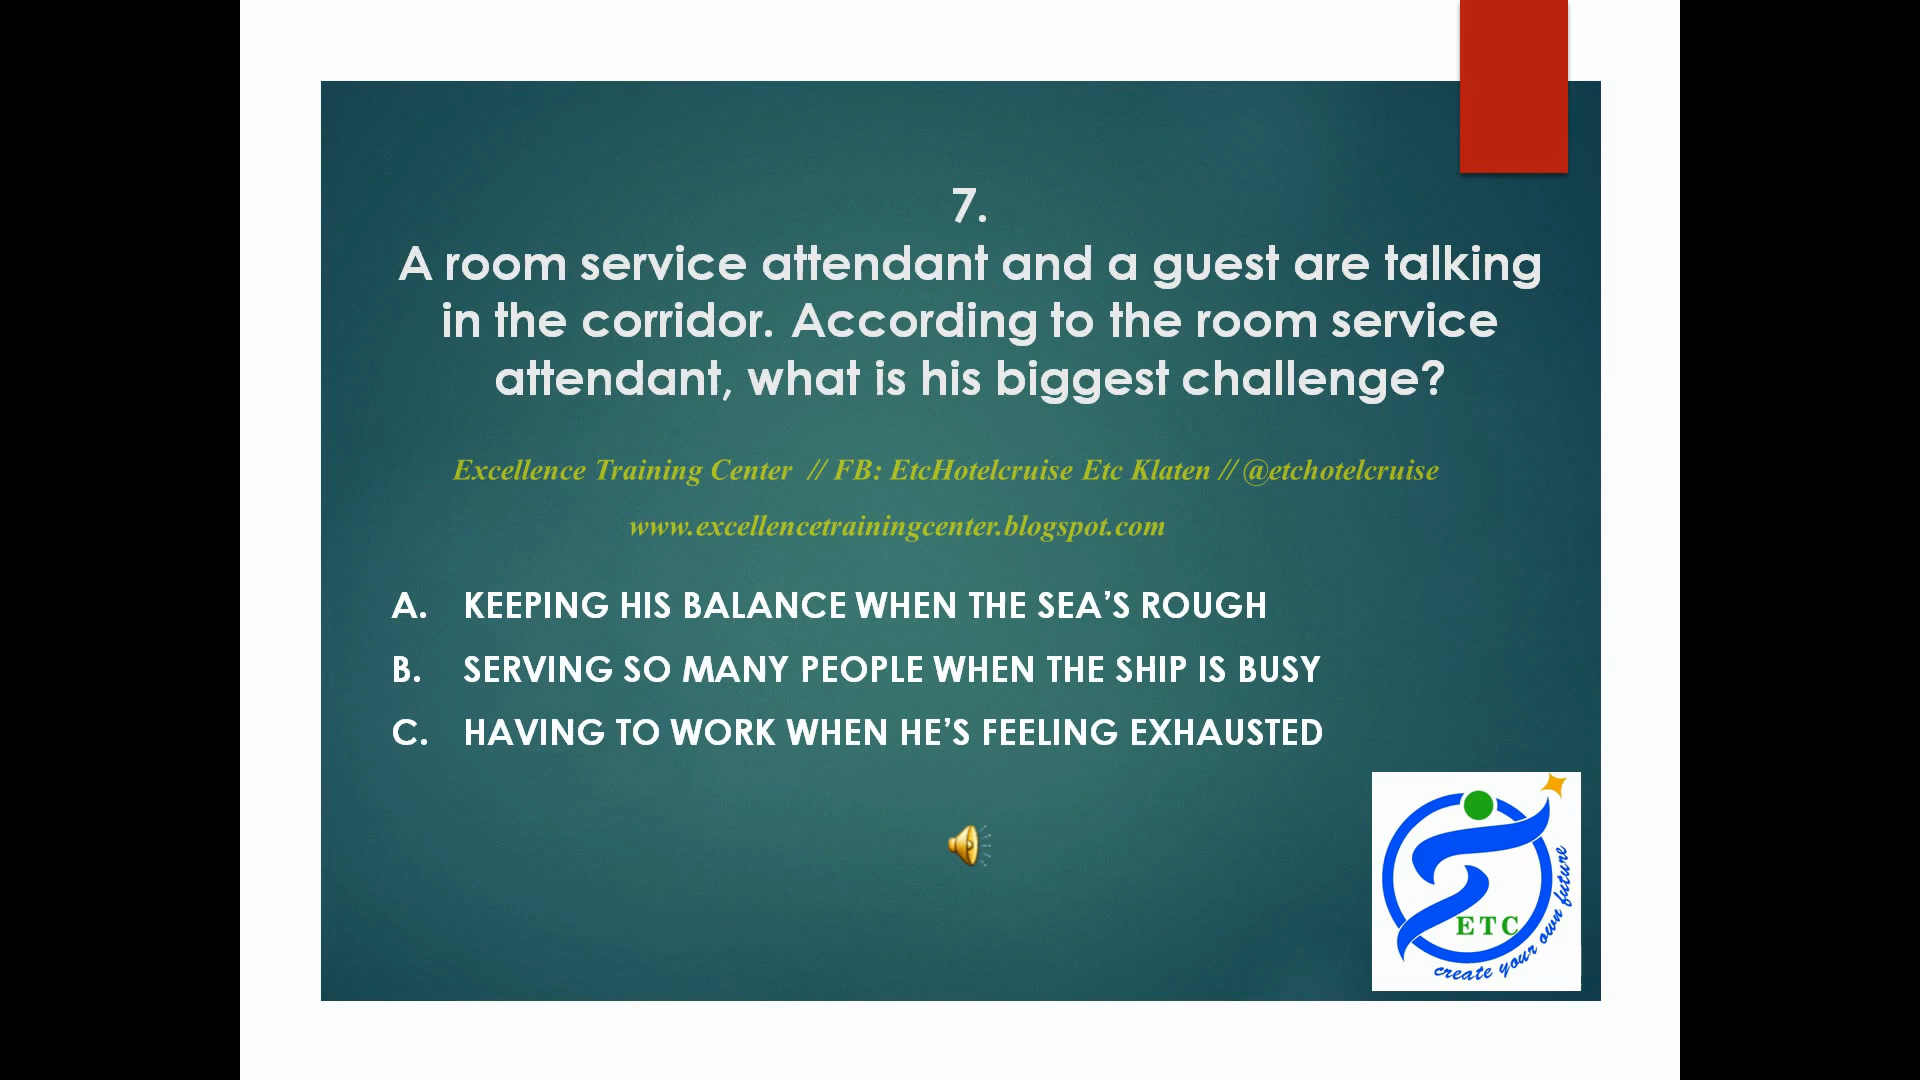 7.
A room service attendant and a guest are talking
in the corridor. According to the room service
attendant, what is his biggest challenge?
Excellence Training Center // FB: EtcHotelcruise Etc Klaten // @etchotelcruise
www.excellencetrainingcenter.blogspot.com
A. KEEPING HIS BALANCE WHEN THE SEA’S ROUGH
B. SERVING SO MANY PEOPLE WHEN THE SHIP IS BUSY
C. HAVING TO WORK WHEN HE’S FEELING EXHAUSTED
ETC
create your own future